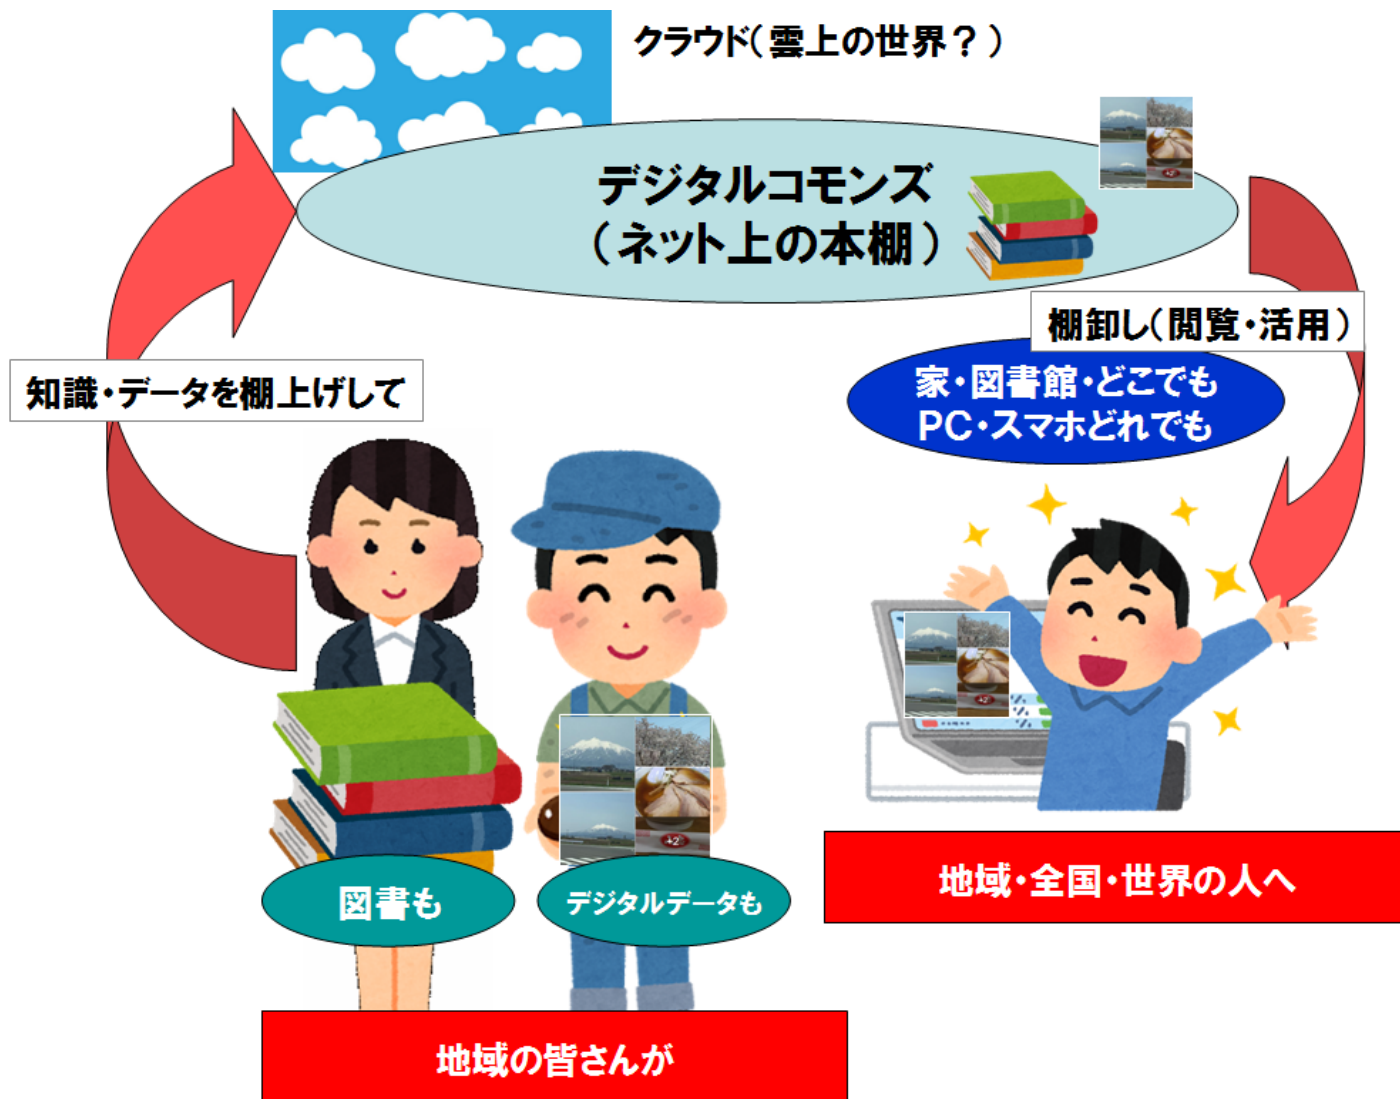 クラウド（雲上の世界？）
デジタルコモンズ
（ネット上の本棚）
棚卸し（閲覧・活用）
知識・データを棚上げして
家・図書館・どこでも
PC・スマホどれでも
図書も
デジタルデータも
地域・全国・世界の人へ
地域の皆さんが